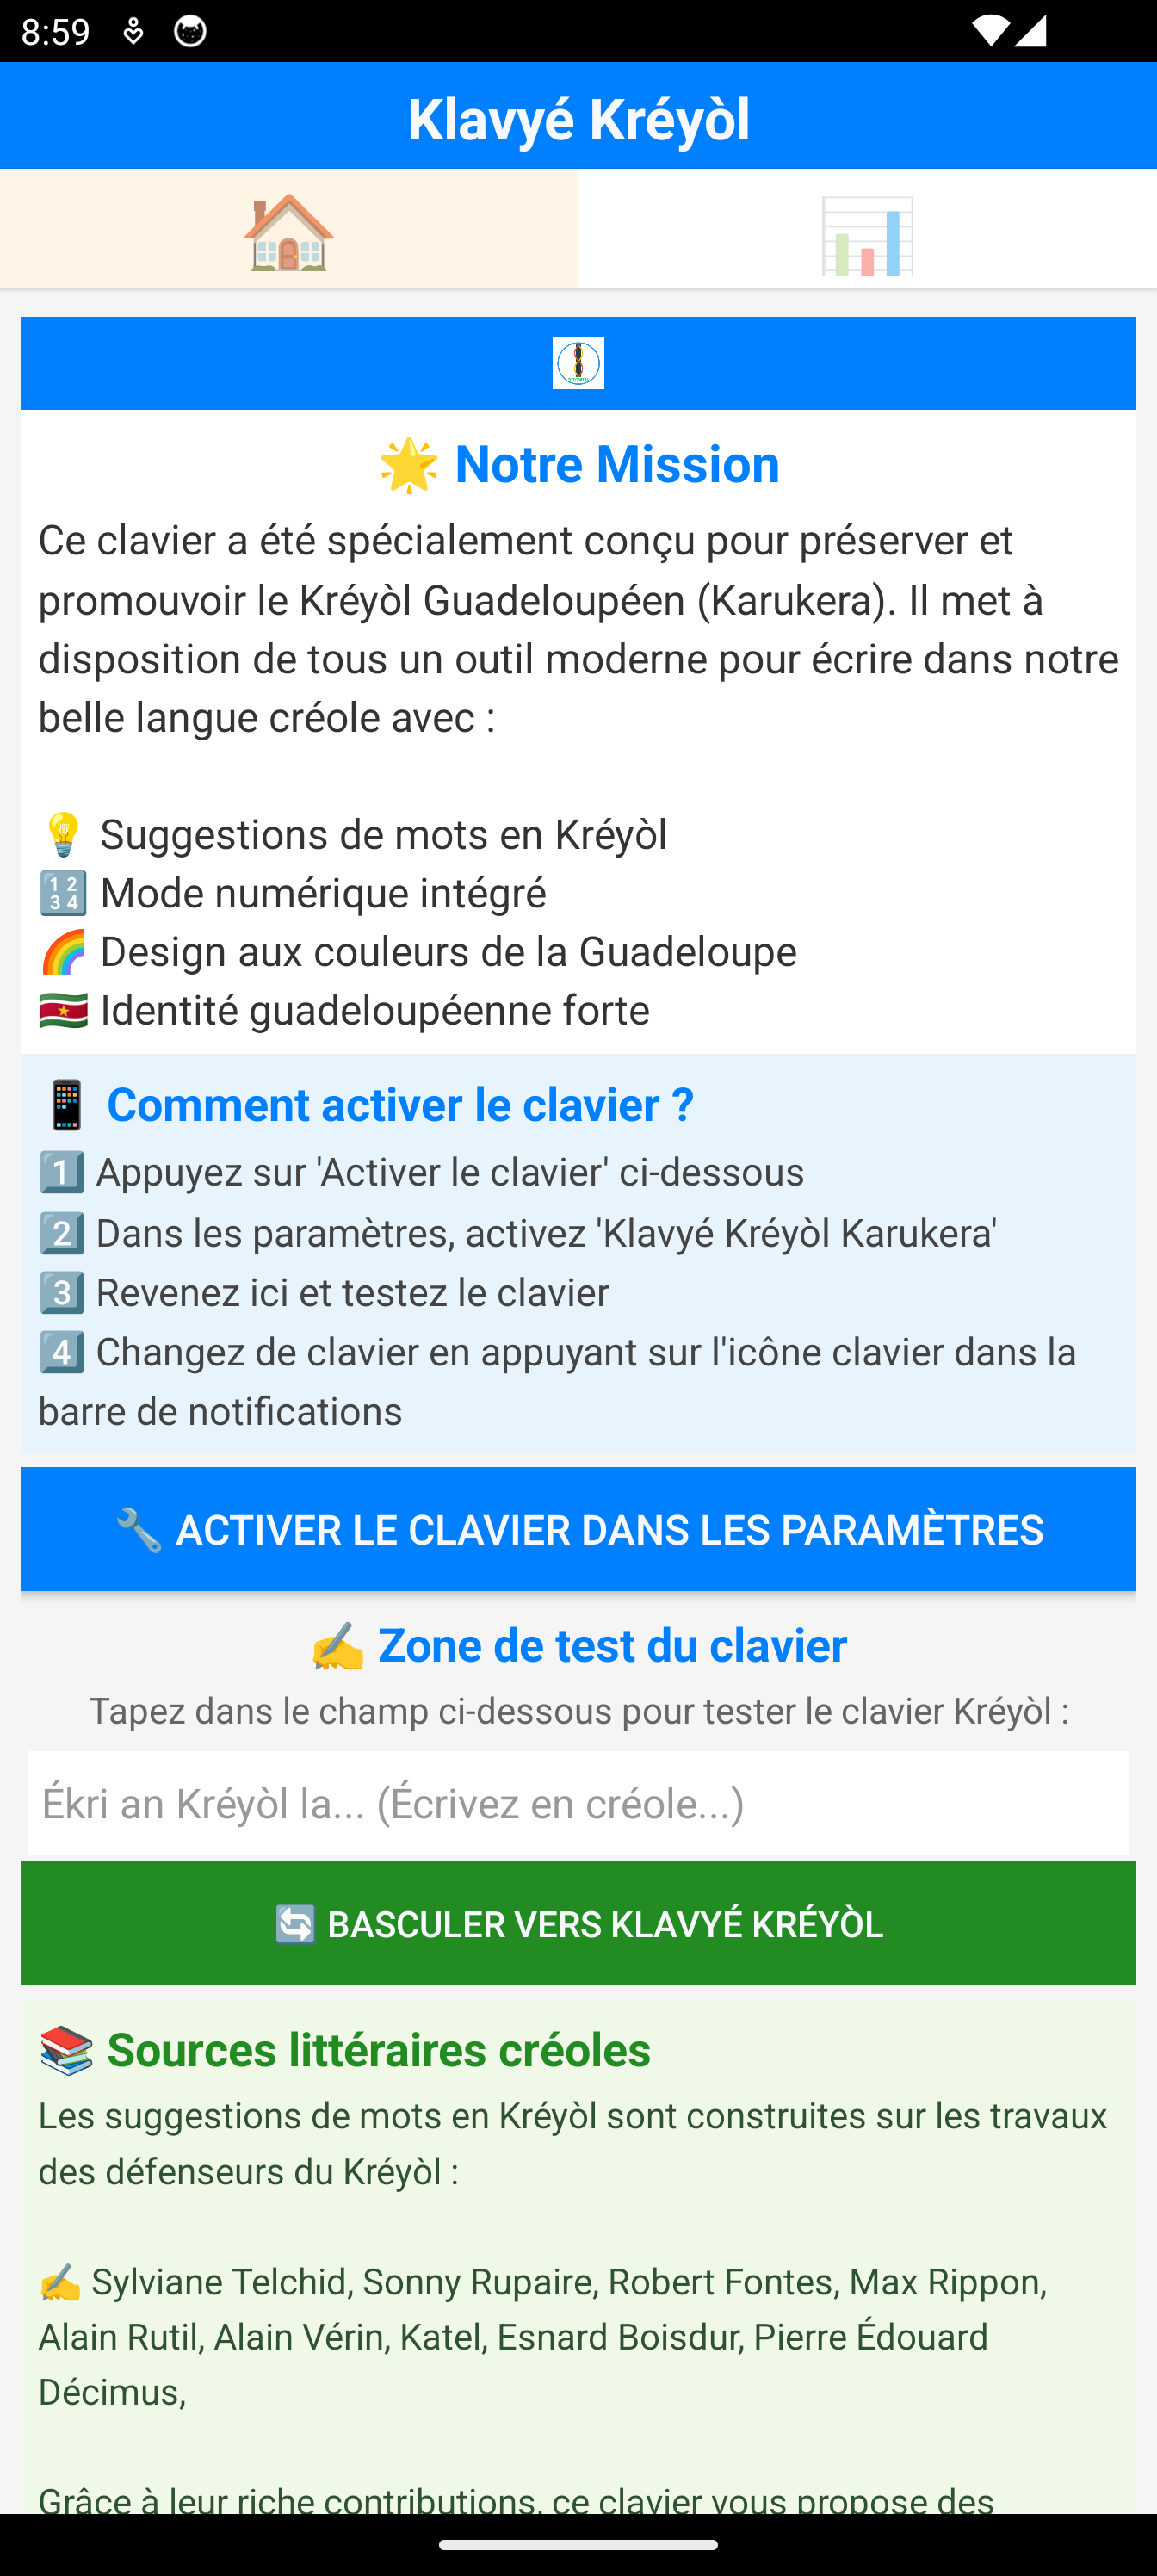 8:59
Klavyé Kréyòl
🌟 Notre Mission
Ce clavier a été spécialement conçu pour préserver et
promouvoir le Kréyòl Guadeloupéen (Karukera). Il met à
disposition de tous un outil moderne pour écrire dans notre
belle langue créole avec :
💡 Suggestions de mots en Kréyòl
🔢 Mode numérique intégré
🌈 Design aux couleurs de la Guadeloupe
🇸🇷 Identité guadeloupéenne forte
📱 Comment activer le clavier ?
1️⃣ Appuyez sur 'Activer le clavier' ci-dessous
2️⃣ Dans les paramètres, activez 'Klavyé Kréyòl Karukera'
3️⃣ Revenez ici et testez le clavier
4️⃣ Changez de clavier en appuyant sur l'icône clavier dans la
barre de notifications
🔧 ACTIVER LE CLAVIER DANS LES PARAMÈTRES
✍️ Zone de test du clavier
Tapez dans le champ ci-dessous pour tester le clavier Kréyòl :
Ékri an Kréyòl la... (Écrivez en créole...)
🔄 BASCULER VERS KLAVYÉ KRÉYÒL
📚 Sources littéraires créoles
Les suggestions de mots en Kréyòl sont construites sur les travaux
des défenseurs du Kréyòl :
✍️ Sylviane Telchid, Sonny Rupaire, Robert Fontes, Max Rippon,
Alain Rutil, Alain Vérin, Katel, Esnard Boisdur, Pierre Édouard
Décimus,
Grâce à leur riche contributions, ce clavier vous propose des